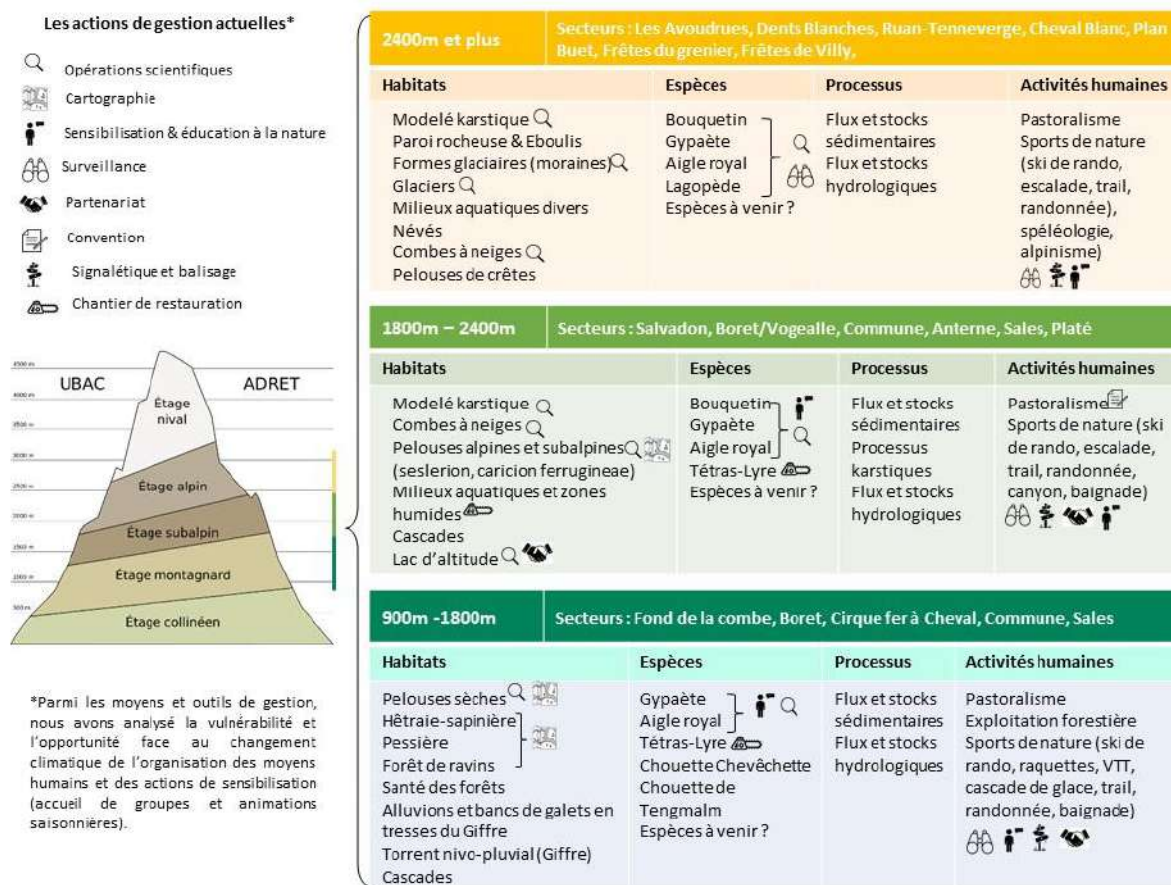 Les actions de gestion actuelles*
Opérations scientifiques
Cartographie
Sensibilisation & éducation à la nature
Surveillance
Partenariat
Convention
Signalétique et balisage
Chantier de restauration
4500 m
4000 m
3500 m
3000 m
2500 m
2000 m
1500 m
1000 m
500 m
UBAC
ADRET
Étage
nival
Étage alpin
Étage subalpin
Étage montagnard
Étage collinéen
*Parmi les moyens et outils de gestion,
nous avons analysé la vulnérabilité et
l'opportunité face au changement
climatique de l'organisation des moyens
humains et des actions de sensibilisation
(accueil de groupes et animations
saisonnières).
2400m et plus
Secteurs : Les Avoudrues, Dents Blanches, Ruan-Tenneverge, Cheval Blanc, Plan
Buet, Frêtes du grenier, Frêtes de Villy,
Habitats
Modelé karstique
Paroi rocheuse & Eboulis
Formes glaciaires (moraines)
Glaciers
Milieux aquatiques divers
Névés
Combes à neiges
Pelouses de crêtes
Espèces
Bouquetin
Gypaète
Aigle royal
Lagopède
Espèces à venir ?
Processus
Flux et stocks
sédimentaires
Flux et stocks
hydrologiques
Activités humaines
Pastoralisme
Sports de nature
(ski de rando,
escalade, trail,
randonnée),
spéléologie,
alpinisme)
1800m – 2400m
Secteurs : Salvadon, Boret/Vogealle, Commune, Anterne, Sales, Platé
Habitats
Modelé karstique
Combes à neiges
Pelouses alpines et subalpines
(seslerion, caricion ferrugineae)
Milieux aquatiques et zones
humides
Cascades
Lac d'altitude
Espèces
Bouquetin
Gypaète
Aigle royal
Tétras-Lyre
Espèces à venir ?
Processus
Flux et stocks
sédimentaires
Processus
karstiques
Flux et stocks
hydrologiques
Activités humaines
Pastoralisme
Sports de nature (ski
de rando, escalade,
trail, randonnée,
canyon, baignade)
900m -1800m
Secteurs : Fond de la combe, Boret, Cirque fer à Cheval, Commune, Sales
Habitats
Pelouses sèches
Hêtraie-sapinière
Pessière
Forêt de ravins
Santé des forêts
Alluvions et bancs de galets en
tresses du Giffre
Torrent nivo-pluvial (Giffre)
Cascades
Espèces
Gypaète
Aigle royal
Tétras-Lyre
Chouette Chevêchette
Chouette de
Tengmalm
Espèces à venir ?
Processus
Flux et stocks
sédimentaires
Flux et stocks
hydrologiques
Activités humaines
Pastoralisme
Exploitation forestière
Sports de nature (ski de
rando, raquettes, VTT,
cascade de glace, trail,
randonnée, baignade)